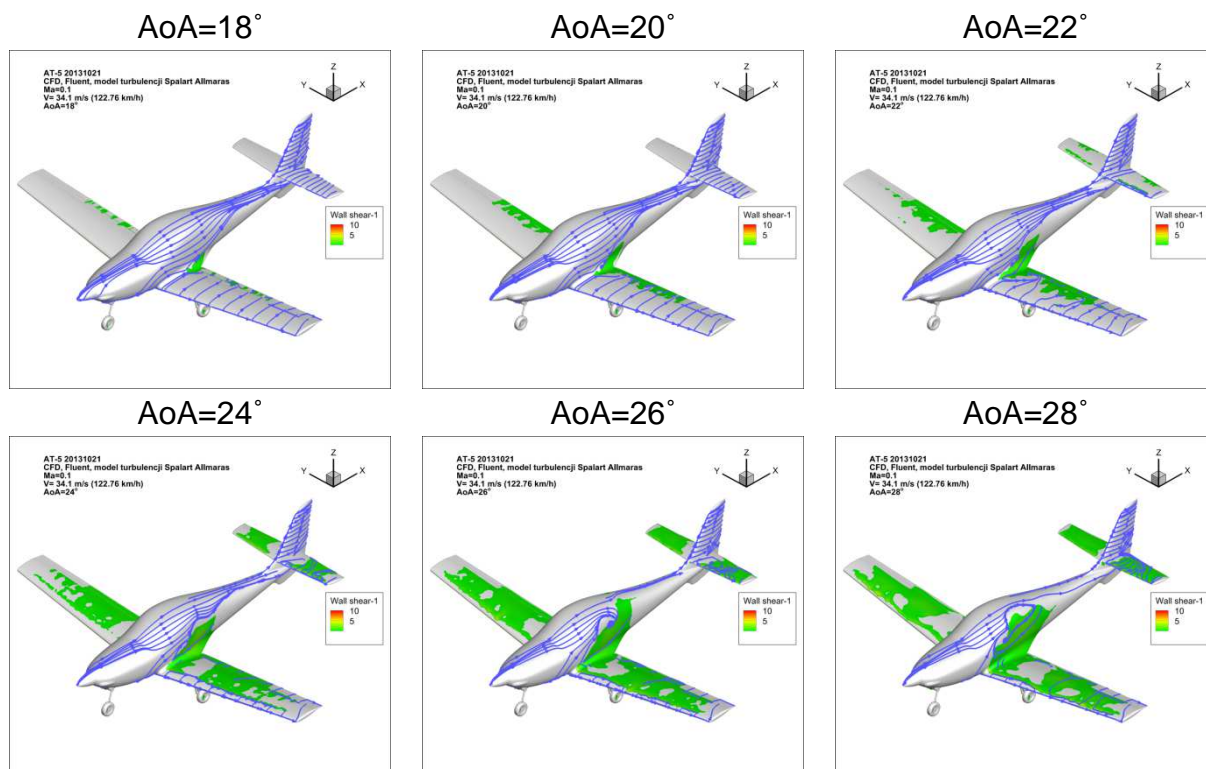 AoA=18°
AT-5 20131021
CFD, Fluent, model turbulencji Spalart Allmaras
Ma=0.1
V= 34.1 m/s (122.76 km/h)
AoA=18°
Z
Y
X
Wall shear-1
10
5
AoA=20°
AT-5 20131021
CFD, Fluent, model turbulencji Spalart Allmaras
Ma=0.1
V= 34.1 m/s (122.76 km/h)
AoA=20°
Z
Y
X
Wall shear-1
10
5
AoA=22°
AT-5 20131021
CFD, Fluent, model turbulencji Spalart Allmaras
Ma=0.1
V= 34.1 m/s (122.76 km/h)
AoA=22°
Z
Y
X
Wall shear-1
10
5
AoA=24°
AT-5 20131021
CFD, Fluent, model turbulencji Spalart Allmaras
Ma=0.1
V= 34.1 m/s (122.76 km/h)
AoA=24°
Z
Y
X
Wall shear-1
10
5
AoA=26°
AT-5 20131021
CFD, Fluent, model turbulencji Spalart Allmaras
Ma=0.1
V= 34.1 m/s (122.76 km/h)
AoA=26°
Z
Y
X
Wall shear-1
10
5
AoA=28°
AT-5 20131021
CFD, Fluent, model turbulencji Spalart Allmaras
Ma=0.1
V= 34.1 m/s (122.76 km/h)
AoA=28°
Z
Y
X
Wall shear-1
10
5